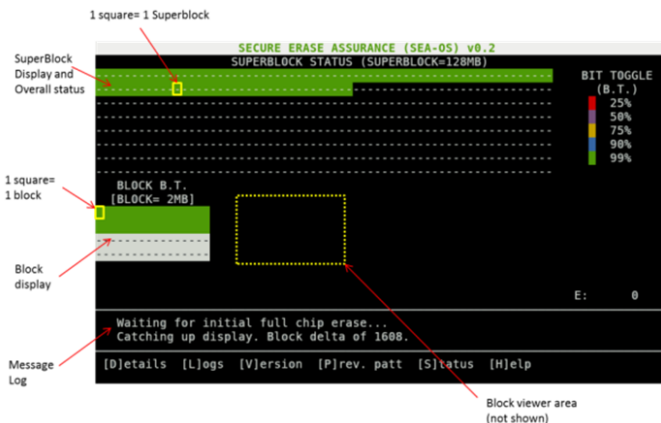 1 square= 1 Superblock
SuperBlock
Display and
Overall status
SECURE ERASE ASSURANCE (SEA-OS) v0.2
SUPERBLOCK STATUS (SUPERBLOCK=128MB)
BIT TOGGLE
(B.T.)
25%
50%
75%
90%
99%
1 square=
1 block
BLOCK B.T.
[BLOCK= 2MB]
Block
display
E: 0
Waiting for initial full chip erase...
Catching up display. Block delta of 1608.
Message
Log
[D]etails [L]ogs [V]ersion [P]rev. patt [S]tatus [H]elp
Block viewer area
(not shown)